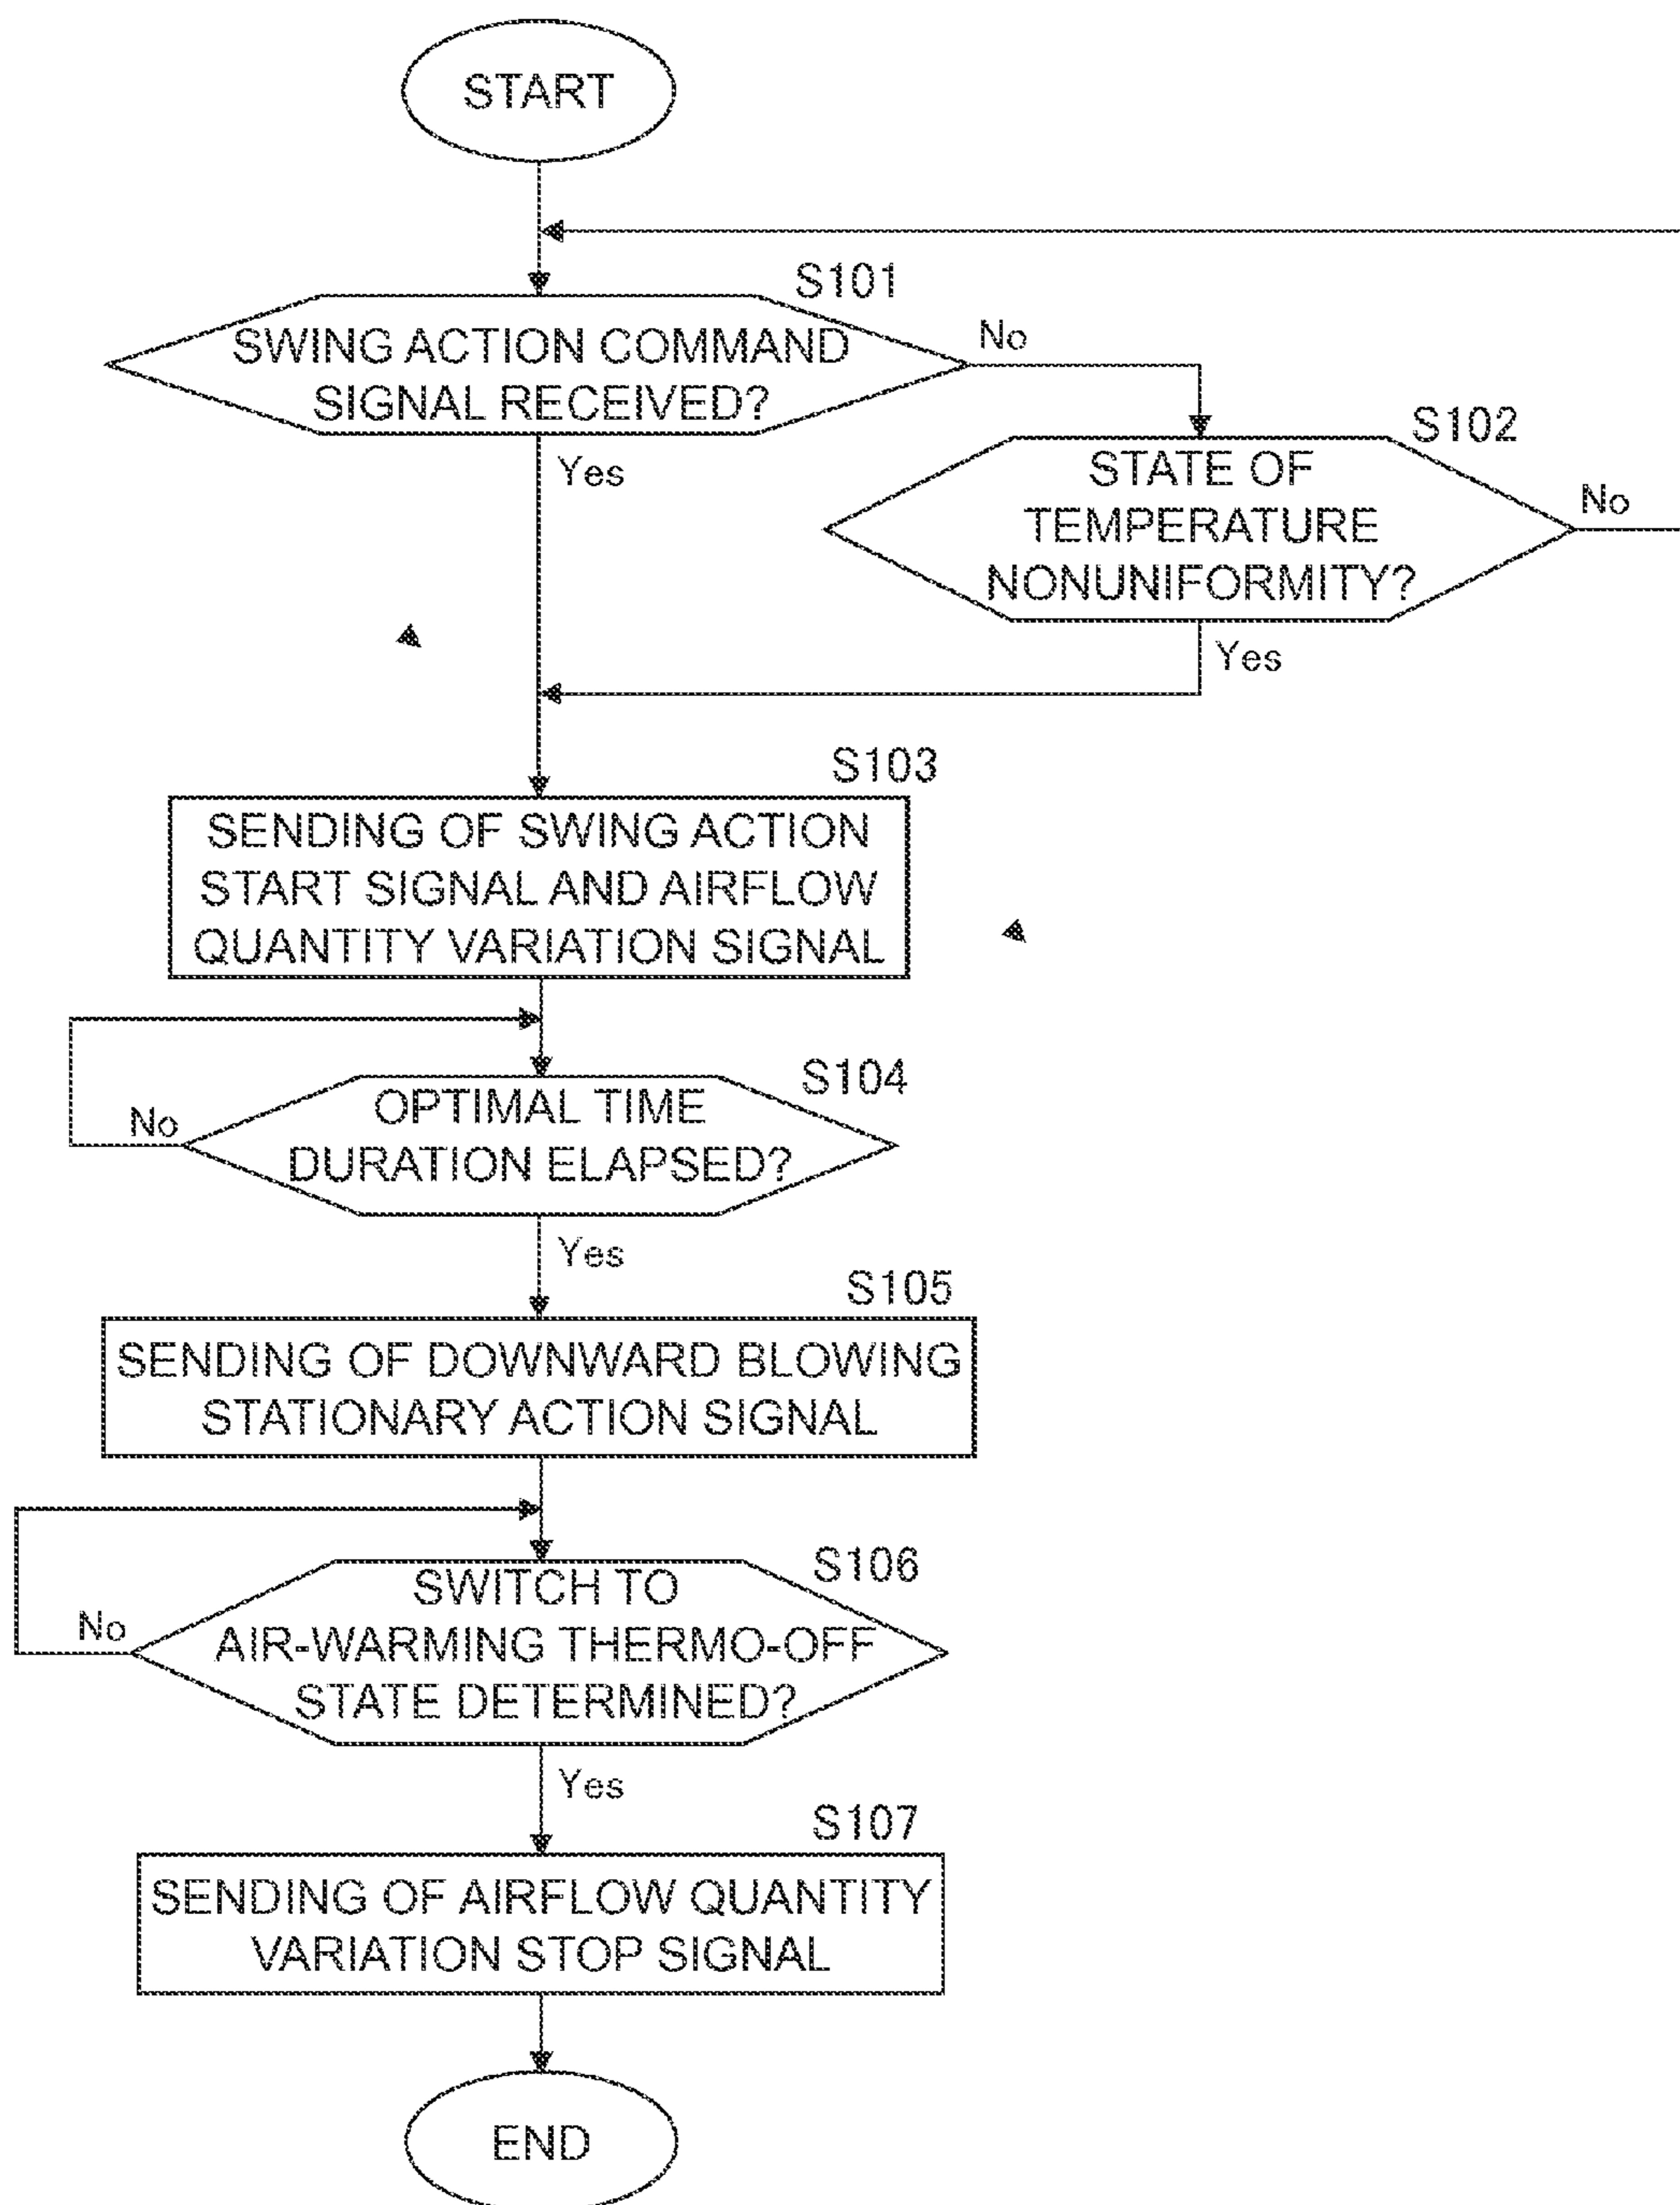 START
S101
SWING ACTION COMMAND
SIGNAL RECEIVED?
No
Yes
S102
STATE OF
TEMPERATURE
NONUNIFORMITY?
No
Yes
S103
SENDING OF SWING ACTION
START SIGNAL AND AIRFLOW
QUANTITY VARIATION SIGNAL
S104
OPTIMAL TIME
DURATION ELAPSED?
No
Yes
S105
SENDING OF DOWNWARD BLOWING
STATIONARY ACTION SIGNAL
S106
SWITCH TO
AIR-WARMING THERMO-OFF
STATE DETERMINED?
No
Yes
S107
SENDING OF AIRFLOW QUANTITY
VARIATION STOP SIGNAL
END